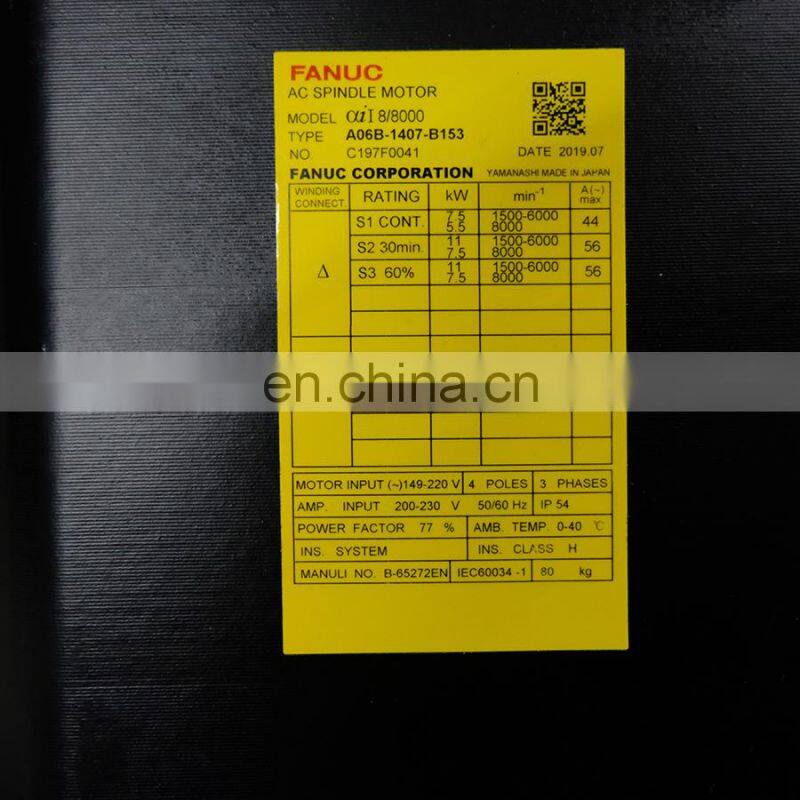 FANUC
AC SPINDLE MOTOR
MODEL αiI 8/8000
TYPE A06B-1407-B153
NO. C197F0041 DATE 2019.07
FANUC CORPORATION YAMANASHI MADE IN JAPAN
WINDING CONNECT. RATING kW min-1 A(~) max
S1 CONT. 7.5 1500-6000 44
5.5 8000
S2 30min. 11 1500-6000 56
7.5 8000
Δ S3 60% 11 1500-6000 56
7.5 8000
en.china.cn
MOTOR INPUT (~)149-220 V 4 POLES 3 PHASES
AMP. INPUT 200-230 V 50/60 Hz IP 54
POWER FACTOR 77 % AMB. TEMP. 0-40 ℃
INS. SYSTEM INS. CLASS H
MANULI NO. B-65272EN IEC60034 -1 80 kg